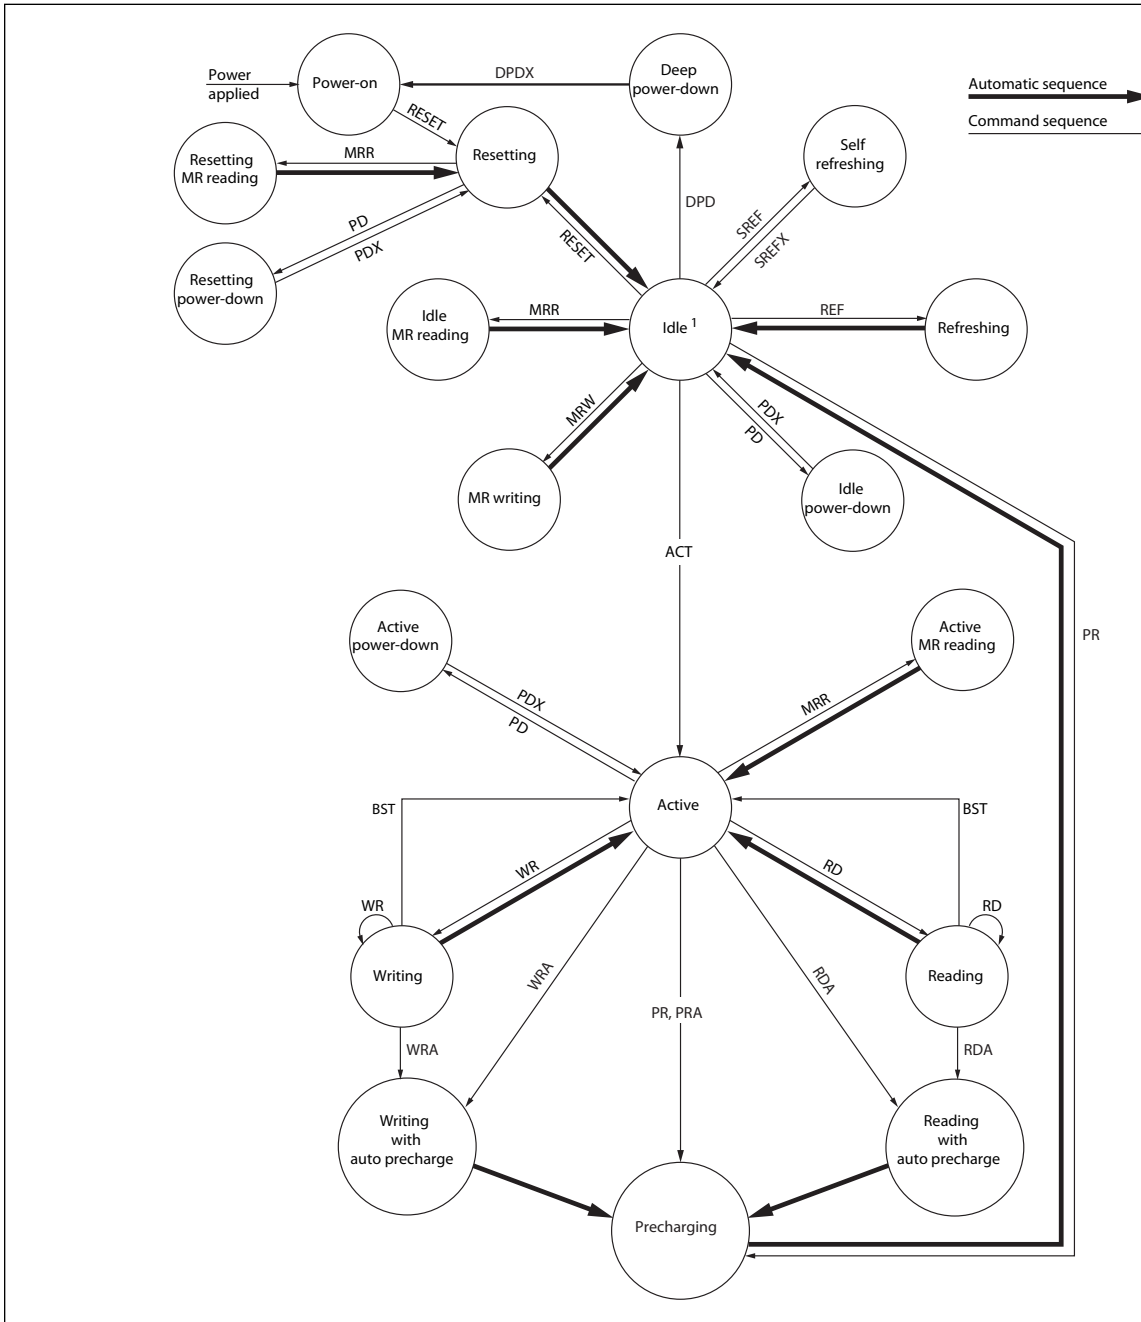 Power
applied
Power-on
DPDX
Deep
power-down
Automatic sequence
Command sequence
RESET
Resetting
MR reading
MRR
Resetting
Self
refreshing
PD
PDX
Resetting
power-down
RESET
DPD
SREF
SREFX
Idle
MR reading
MRR
Idle 1
REF
Refreshing
MRW
PDX
PD
MR writing
Idle
power-down
ACT
PR
Active
power-down
Active
MR reading
PDX
PD
MRR
BST
Active
BST
WR
RD
WR
RD
Writing
Reading
WRA
RDA
PR, PRA
WRA
RDA
Writing
with
auto precharge
Reading
with
auto precharge
Precharging